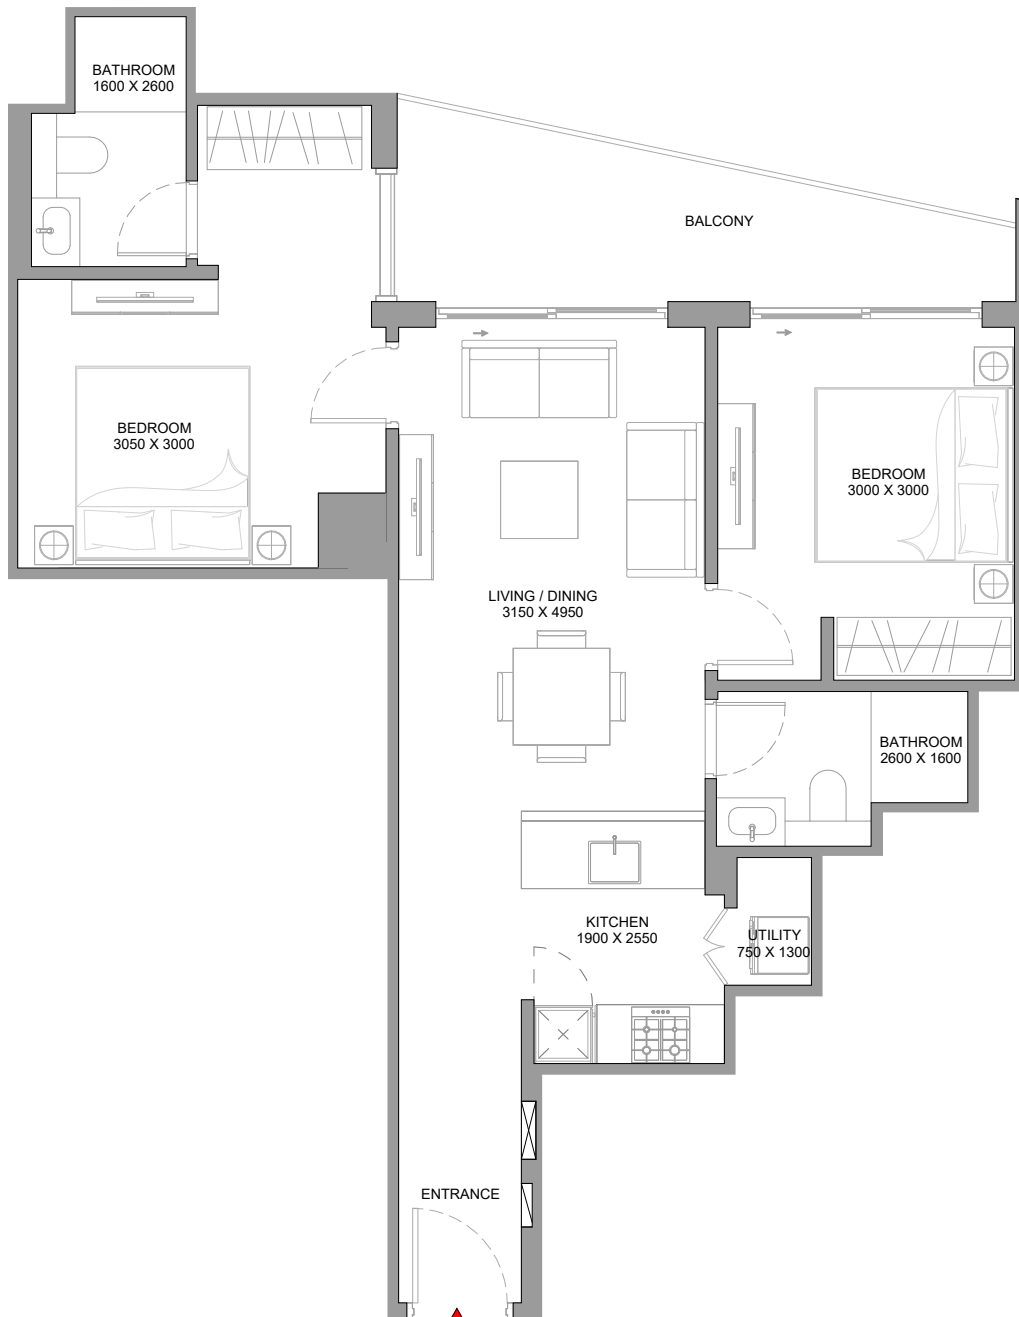 BATHROOM
1600 X 2600
BALCONY
BEDROOM
3050 X 3000
BEDROOM
3000 X 3000
LIVING / DINING
3150 X 4950
BATHROOM
2600 X 1600
KITCHEN
1900 X 2550
UTILITY
750 X 1300
ENTRANCE